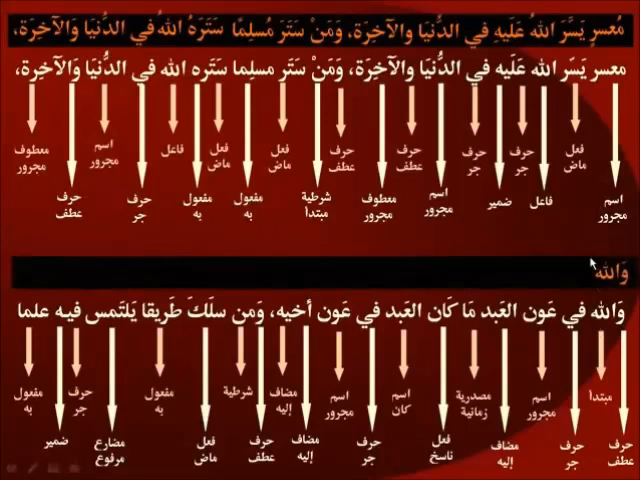 مُعسرٍ يَسَّرَ اللهُ عَلَيهِ في الدُّنيَا والآخِرَة، وَمَنْ سَتَرَ مُسلِمًا سَتَرَهُ اللهُ في الدُّنيَا وَالآخِرَة،
معسرٍ يَسّر الله عَلَيه في الدُّنيَا والآخِرَة، وَمَنْ سَتَر مسلِما سَتَره الله في الدُّنيَا وَالآخِرَة،
فعل ماض
حرف جر
حرف جر
حرف عطف
حرف عطف
فعل ماض
فعل ماض
فاعل
اسم مجرور
معطوف مجرور
اسم مجرور
فاعل
ضمير
اسم مجرور
معطوف مجرور
شرطية مبتدا
مفعول به
مفعول به
حرف جر
حرف عطف
وَالله
وَالله في عَون العَبد مَا كَان العَبد في عَون أخيه، وَمن سلَكَ طَريقا يَلتَمس فيه علما
مبتدا
اسم مجرور
مصدرية زمانية
اسم كان
اسم مجرور
مضاف إليه
شرطية
مفعول به
حرف جر
مفعول به
حرف عطف
حرف جر
مضاف إليه
فعل ناسخ
حرف جر
مضاف إليه
حرف عطف
فعل ماض
مضارع مرفوع
ضمير